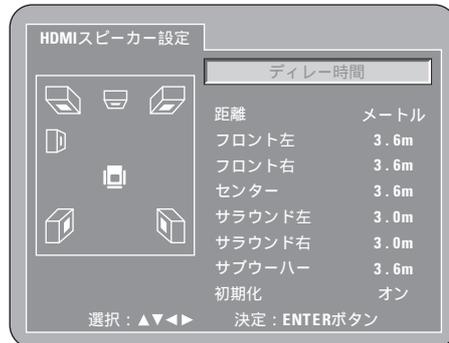 HDMIスピーカー設定
ディレー時間
距離 メートル
フロント左 3.6m
フロント右 3.6m
センター 3.6m
サラウンド左 3.0m
サラウンド右 3.0m
サブウーハー 3.6m
初期化 オン
選択：▲▼◀▶ 決定：ENTERボタン